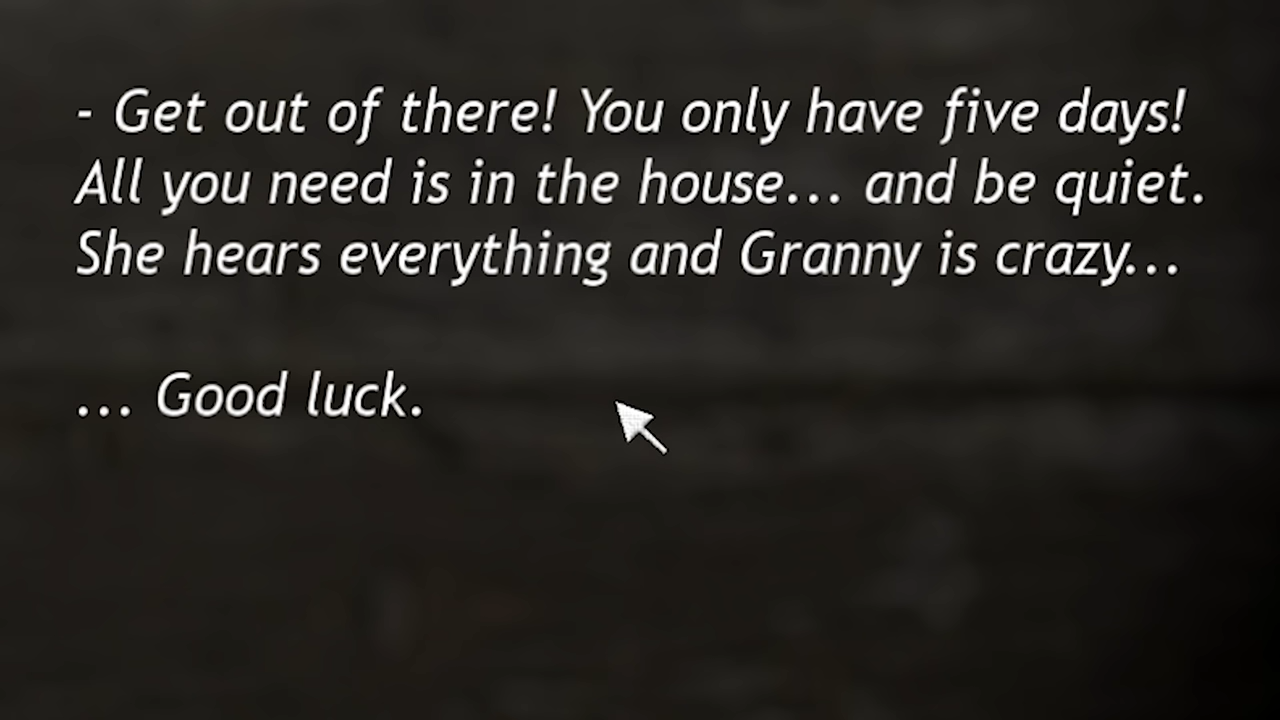 - Get out of there! You only have five days!
All you need is in the house... and be quiet.
She hears everything and Granny is crazy...
... Good luck.